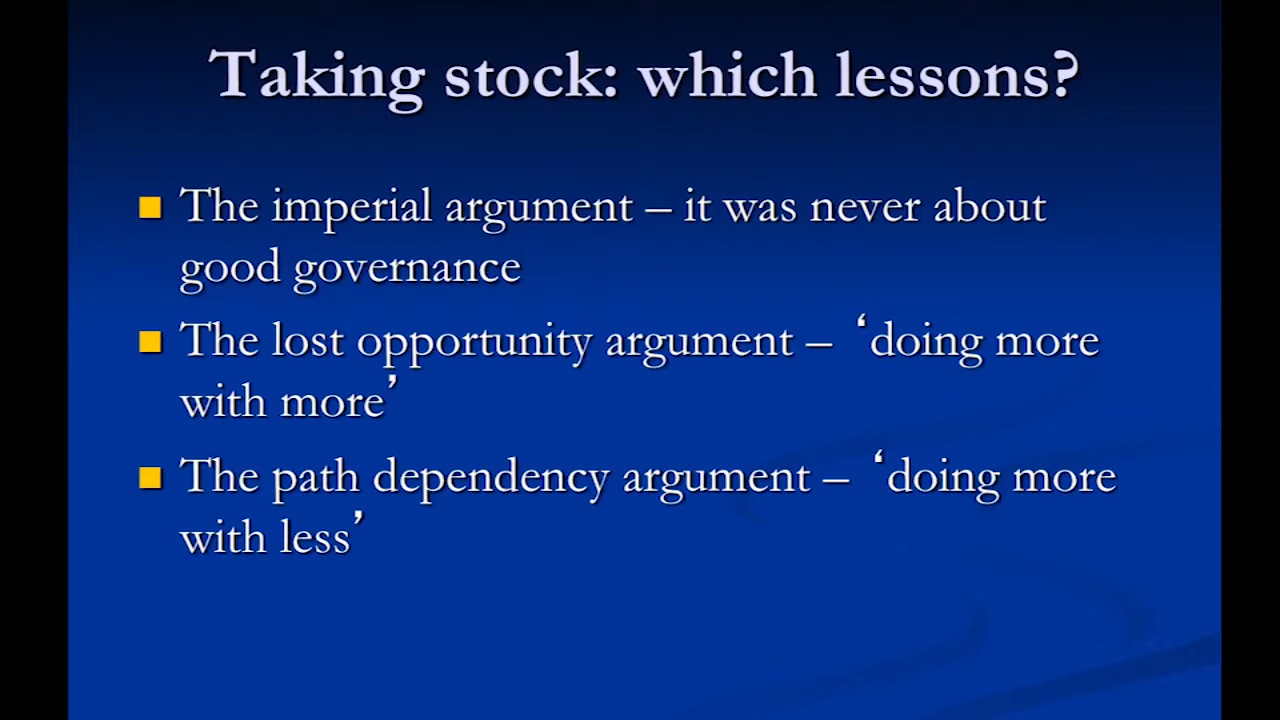 Taking stock: which lessons?
The imperial argument – it was never about
good governance
The lost opportunity argument – ‘doing more
with more’
The path dependency argument – ‘doing more
with less’